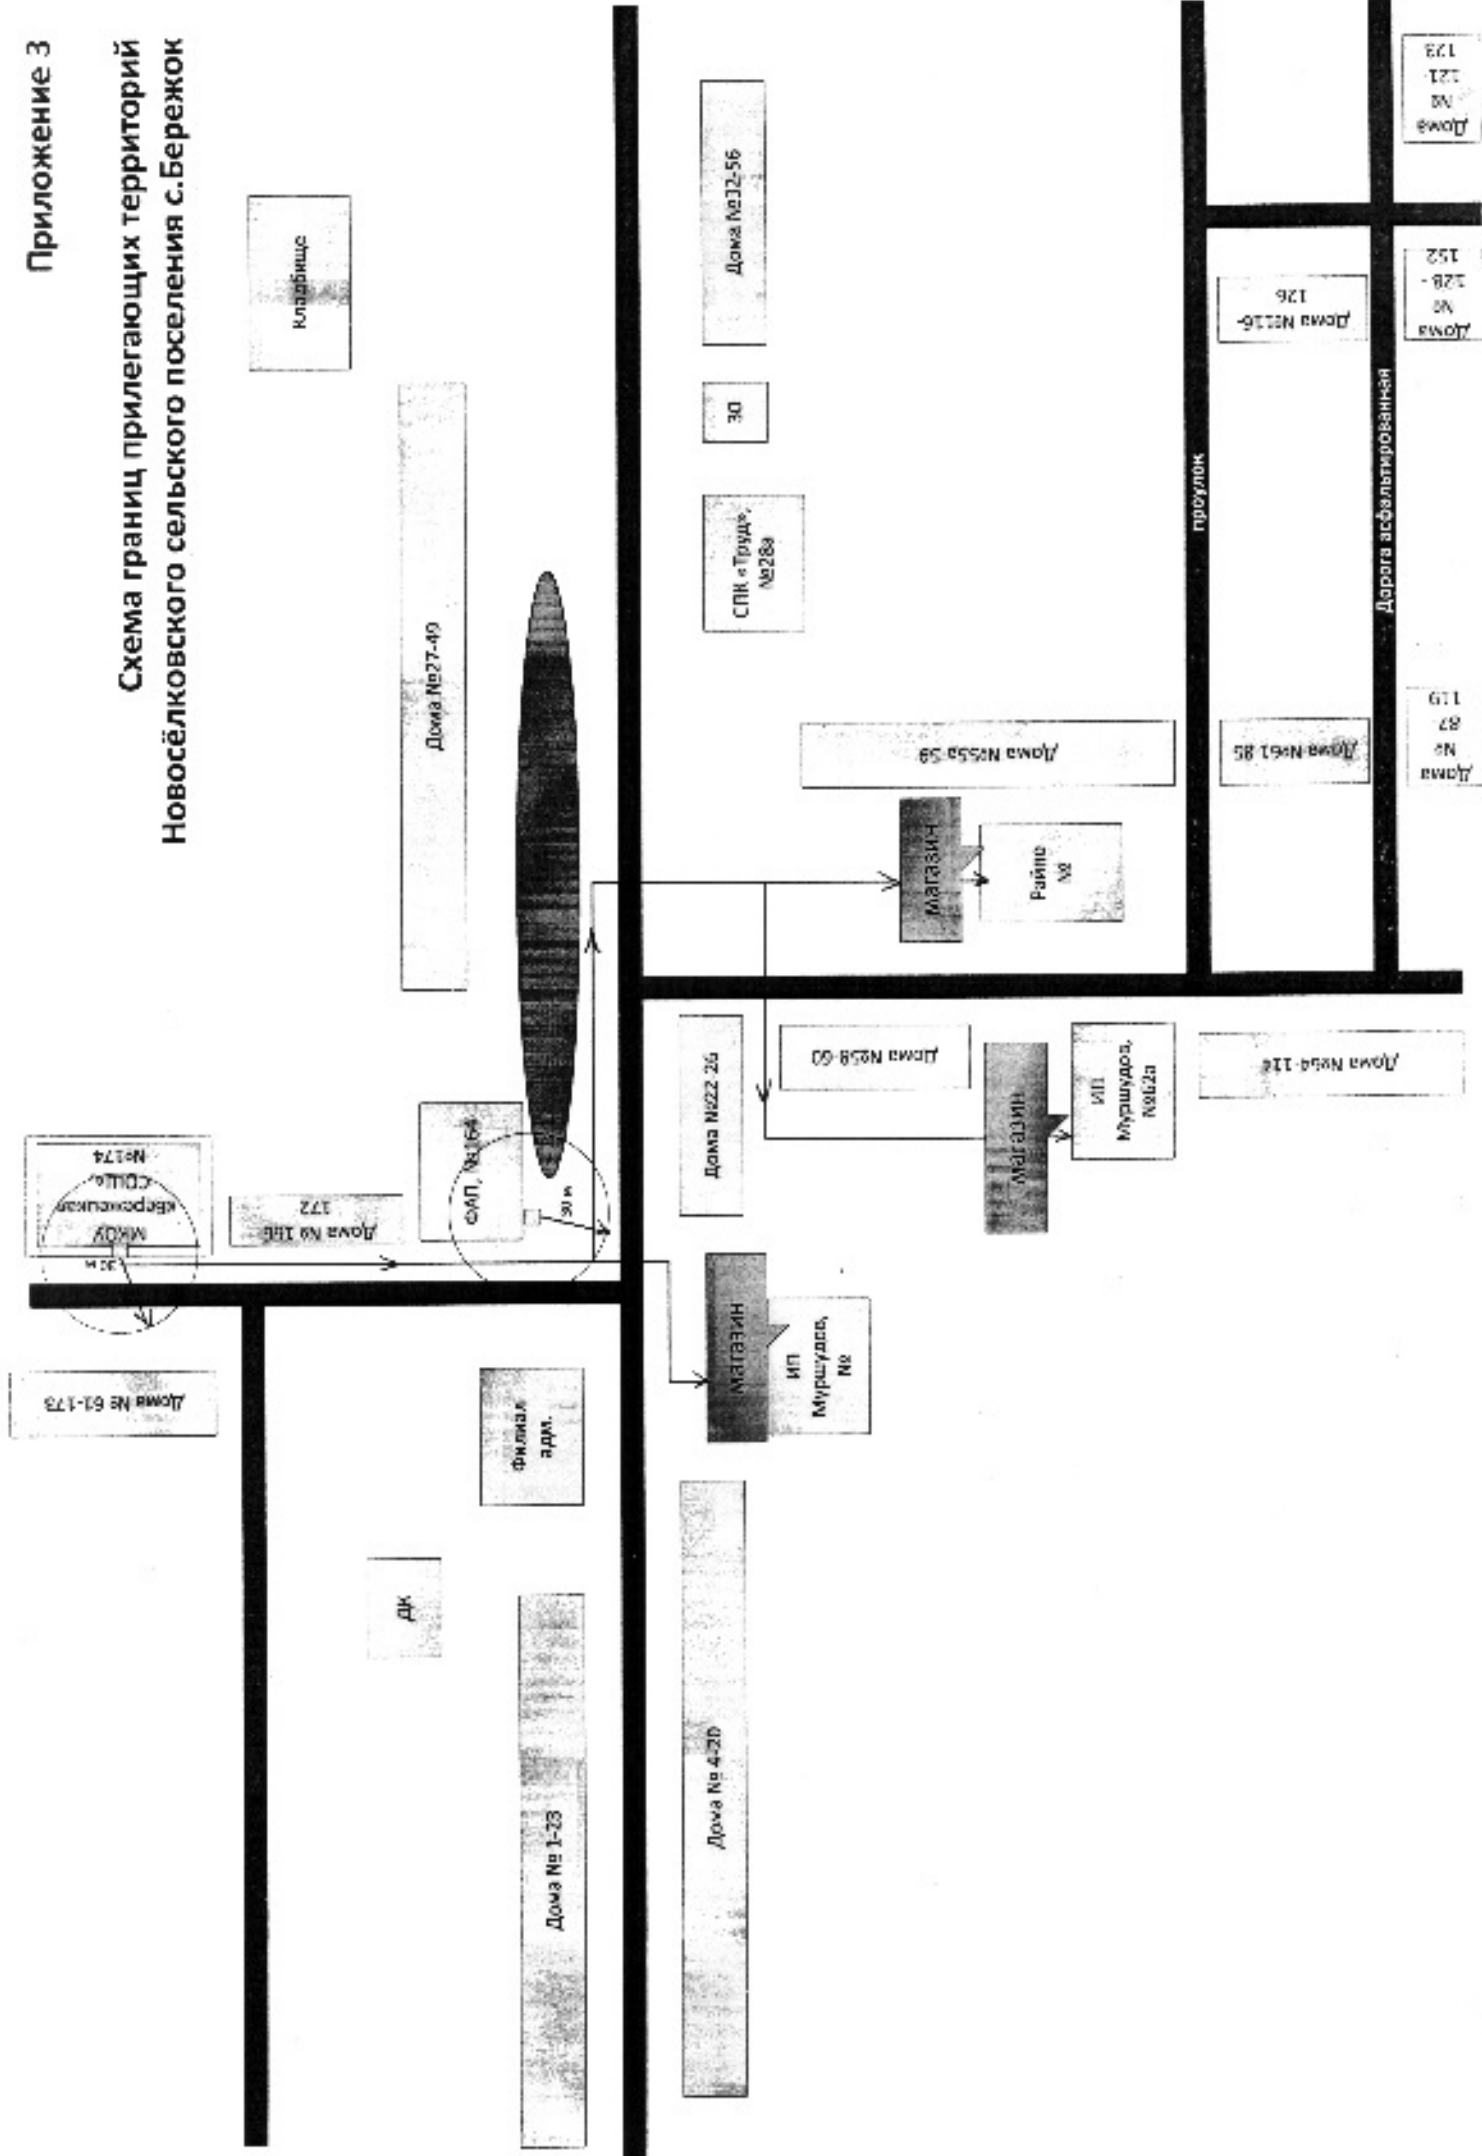 Приложение 3
Схема границ прилегающих территорий
Новосёлковского сельского поселения с.Бережок
Кладбище
Дома №27-49
Дома №32-56
30
СПК «Труд»,
№28а
МКОУ
«Бережецкая
СОШ»,
№174
30 м
Дома № 166
172
ФАП, №164
30 м
Дома № 61-173
Филиал
адм.
ДК
Дома № 1-23
Дома № 4-20
Дома №22-26
магазин
ИП
Муршудов,
№
Дома №58-60
магазин
ИП
Муршудов,
№62а
Дома №64-114
магазин
Райпо
№
Дома №55а-59
проулок
Дома №61-85
Дома №116-
126
Дорога асфальтированная
Дома
№
87
119
Дома
№
128-
152
Дома
№
121-
123